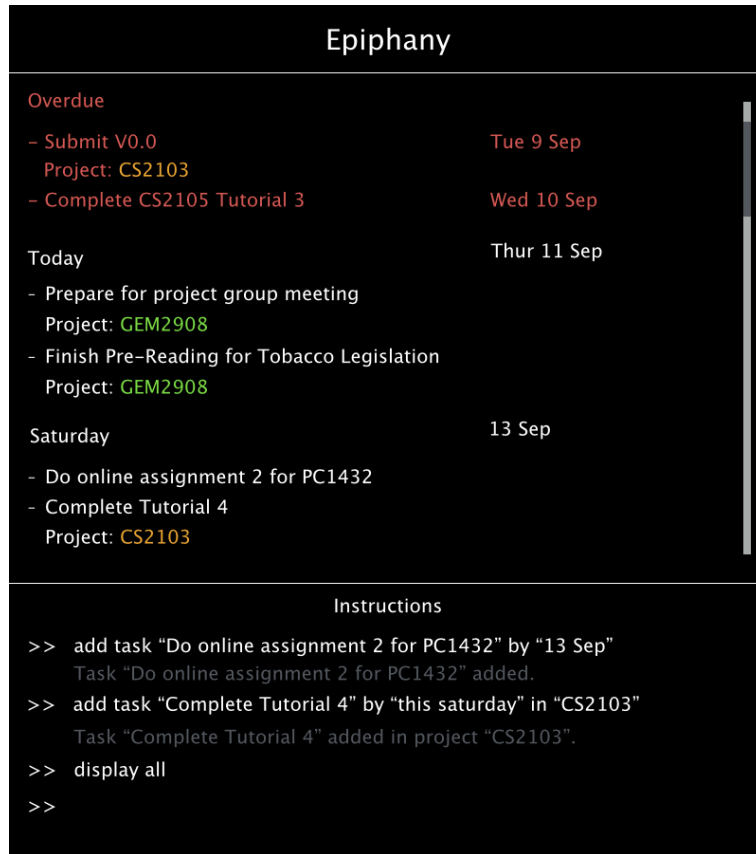 Epiphany
Overdue
– Submit V0.0 Tue 9 Sep
Project: CS2103
– Complete CS2105 Tutorial 3 Wed 10 Sep
Today Thur 11 Sep
- Prepare for project group meeting
Project: GEM2908
- Finish Pre–Reading for Tobacco Legislation
Project: GEM2908
Saturday 13 Sep
- Do online assignment 2 for PC1432
- Complete Tutorial 4
Project: CS2103
Instructions
>> add task “Do online assignment 2 for PC1432” by “13 Sep”
Task “Do online assignment 2 for PC1432” added.
>> add task “Complete Tutorial 4” by “this saturday” in “CS2103”
Task “Complete Tutorial 4” added in project “CS2103”.
>> display all
>>